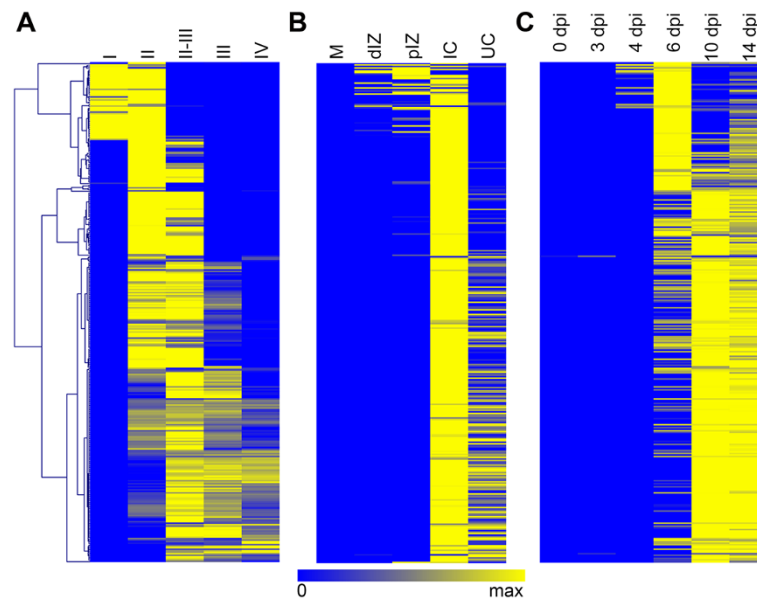 A
I
II
II-III
III
IV
B
M
dIZ
pIZ
IC
UC
C
0 dpi
3 dpi
4 dpi
6 dpi
10 dpi
14 dpi
0
max